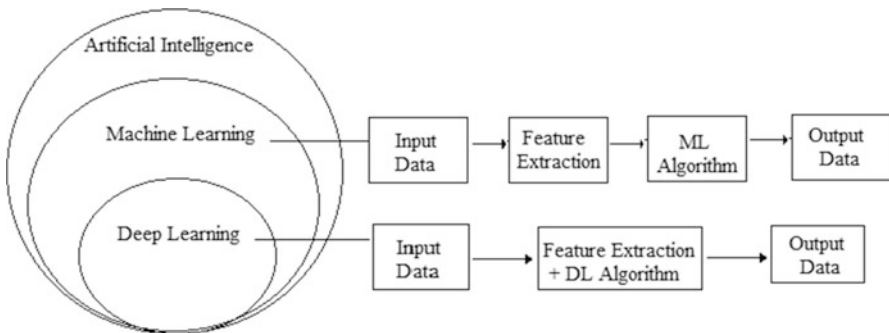 Artificial Intelligence
Machine Learning
Input
Data
Feature
Extraction
ML
Algorithm
Output
Data
Deep Learning
Input
Data
Feature Extraction
+ DL Algorithm
Output
Data